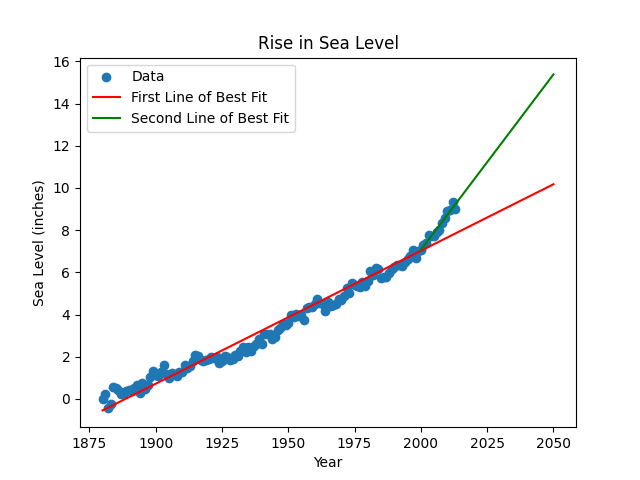 Rise in Sea Level
Data
First Line of Best Fit
Second Line of Best Fit
16
14
12
10
8
6
4
2
0
Sea Level (inches)
1875
1900
1925
1950
1975
2000
2025
2050
Year